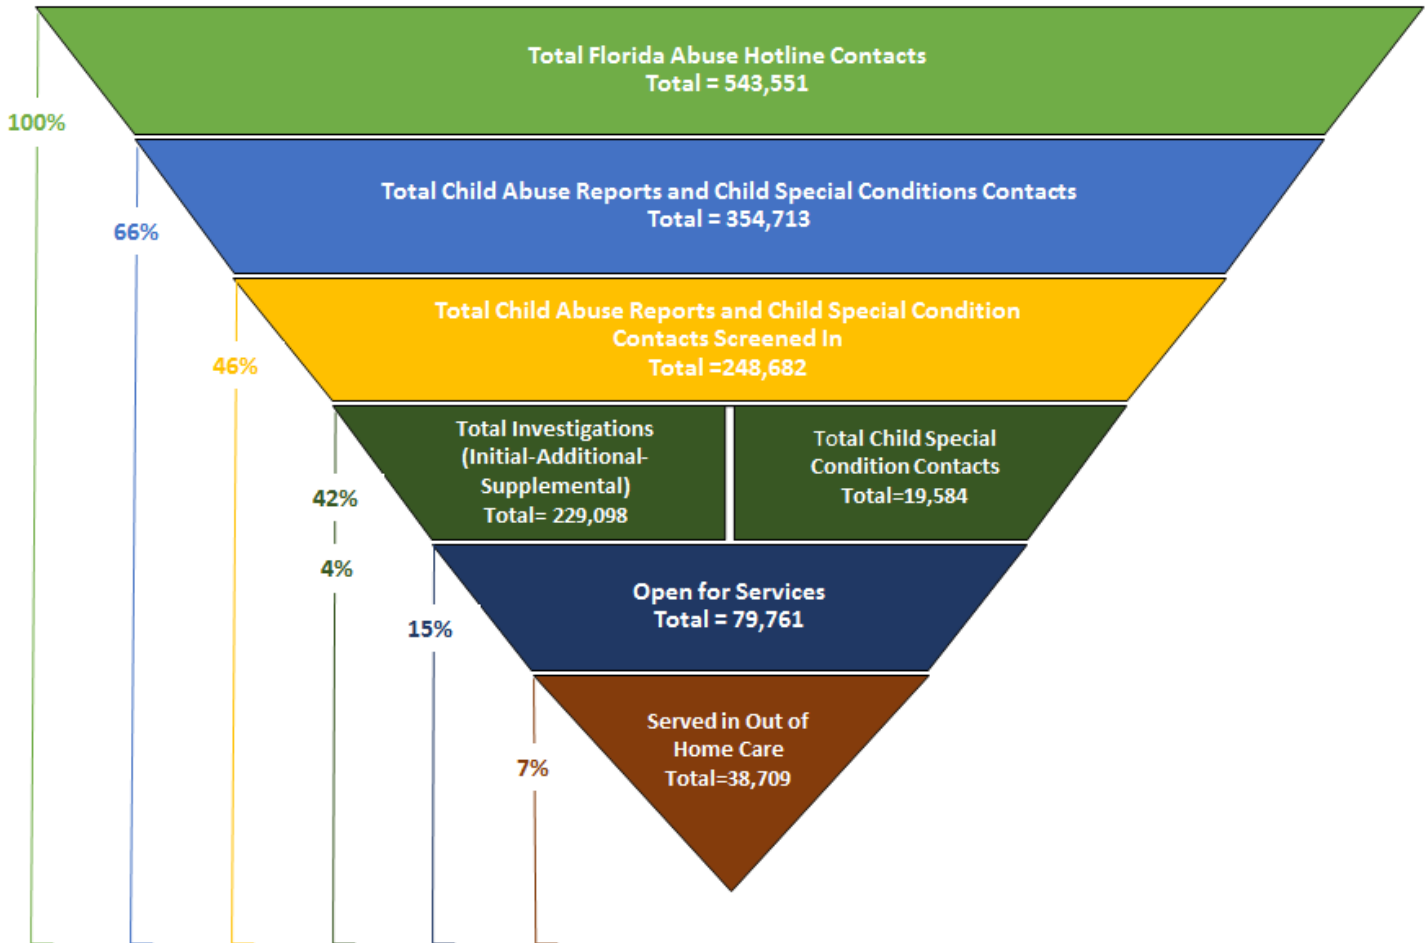 Total Florida Abuse Hotline Contacts
Total = 543,551
100%
Total Child Abuse Reports and Child Special Conditions Contacts
Total = 354,713
66%
Total Child Abuse Reports and Child Special Condition
Contacts Screened In
Total =248,682
46%
Total Investigations
(Initial-Additional-
Supplemental)
Total= 229,098
Total Child Special
Condition Contacts
Total=19,584
42%
4%
Open for Services
Total = 79,761
15%
Served in Out of
Home Care
Total=38,709
7%